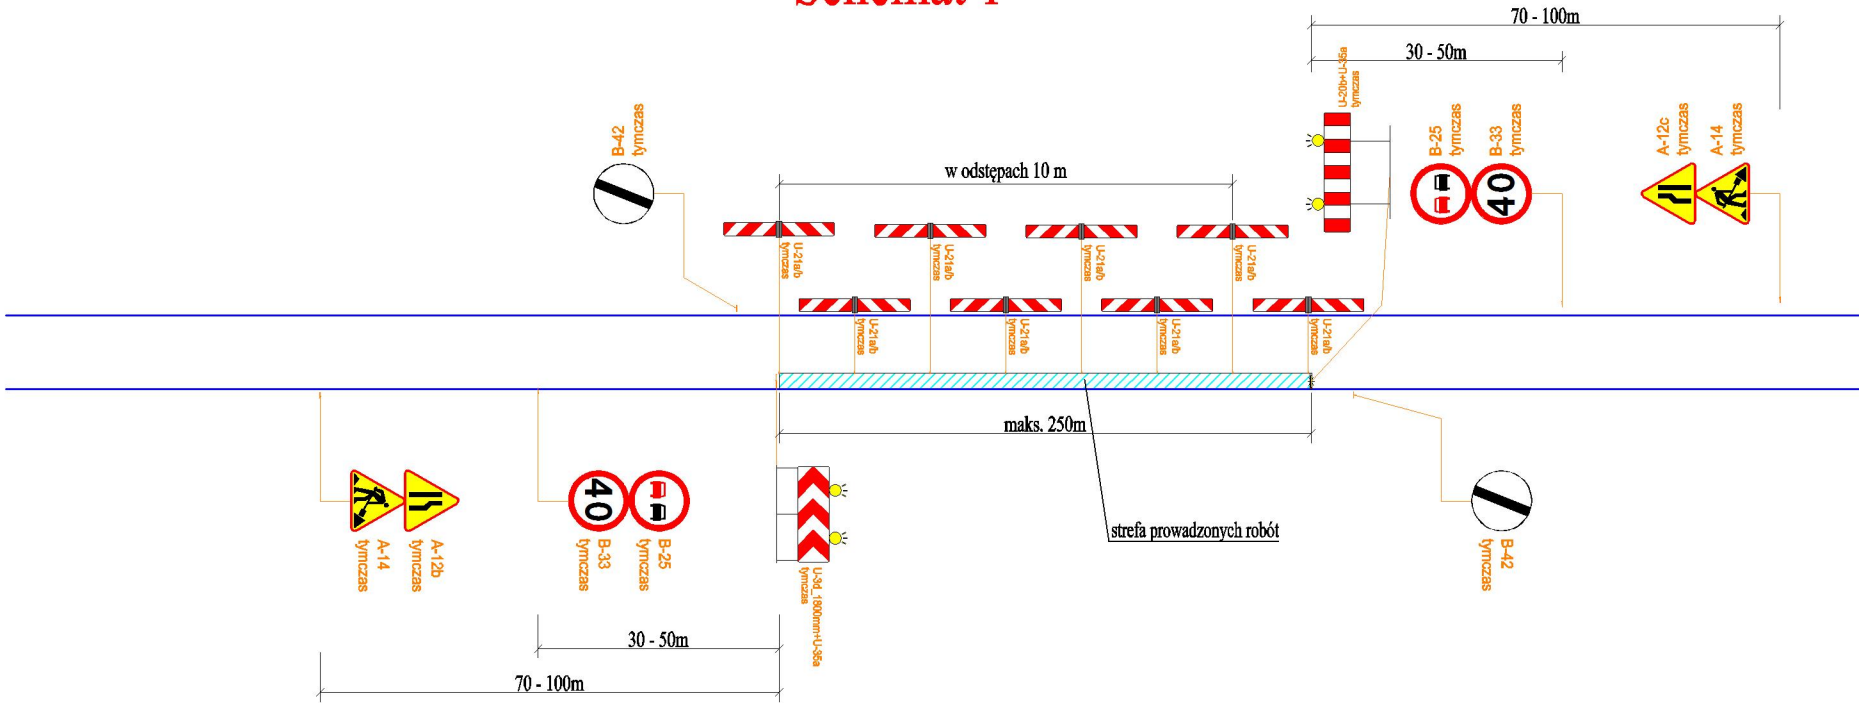 70 - 100m
30 - 50m
U-20b+U-35a
tymczas
B-42
tymczas
B-25
tymczas
B-33
tymczas
A-12c
tymczas
A-14
tymczas
w odstępach 10 m
40
U-21a/b
tymczas
U-21a/b
tymczas
U-21a/b
tymczas
U-21a/b
tymczas
U-21a/b
tymczas
U-21a/b
tymczas
U-21a/b
tymczas
U-21a/b
tymczas
maks. 250m
40
strefa prowadzonych robót
A-14
tymczas
A-12b
tymczas
B-33
tymczas
B-25
tymczas
U-3d_1800mm+U-35a
tymczas
B-42
tymczas
30 - 50m
70 - 100m